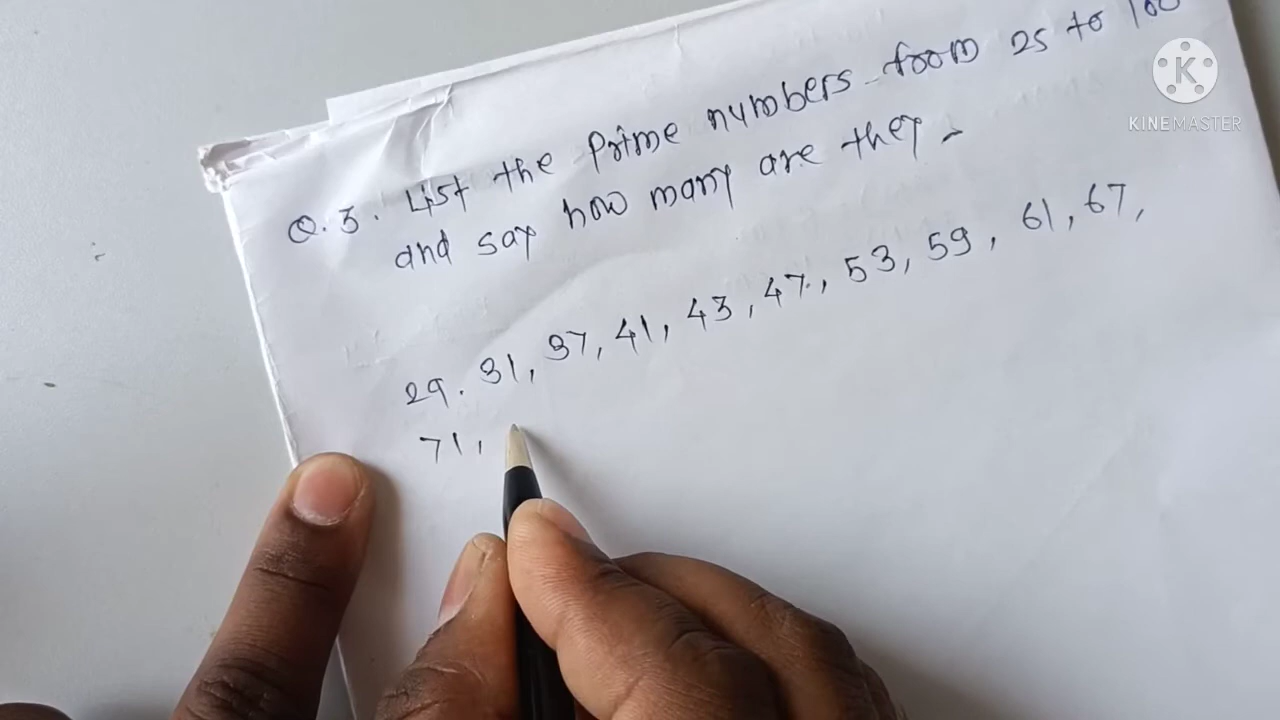 Q.3. List the Prime numbers from 25 to 100
and say how many are they.
29. 31, 37, 41, 43, 47, 53, 59, 61, 67,
71,
KINEMASTER